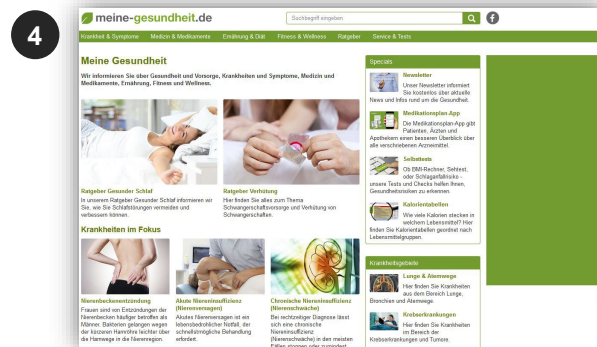 4
meine-gesundheit.de
Suchbegriff eingeben
f
Krankheit & Symptome Medizin & Medikamente Ernährung & Diät Fitness & Wellness Ratgeber Service & Tests
Meine Gesundheit
Wir informieren Sie über Gesundheit und Vorsorge, Krankheiten und Symptome, Medizin und
Medikamente, Ernährung, Fitness und Wellness.
Ratgeber Gesunder Schlaf
In unserem Ratgeber Gesunder Schlaf informieren wir
Sie, wie Sie Schlafstörungen vermeiden und
verbessern können.
Ratgeber Verhütung
Hier finden Sie alles zum Thema
Schwangerschaftsvorsorge und Verhütung von
Schwangerschaften.
Krankheiten im Fokus
Nierenbeckenentzündung
Frauen sind von Entzündungen der
Nierenbecken häufiger betroffen als
Männer. Bakterien gelangen wegen
der kürzeren Harnröhre leichter über
die Harnwege in die Nierenregion.
Akute Niereninsuffizienz
(Nierenversagen)
Akutes Nierenversagen ist ein
lebensbedrohlicher Notfall, der
schnellstmögliche Behandlung
erfordert.
Chronische Niereninsuffizienz
(Nierenschwäche)
Bei rechtzeitiger Diagnose lässt
sich eine chronische
Niereninsuffizienz
(Nierenschwäche) in den meisten
Fällen stoppen oder zumindest
Specials
Newsletter
Unser Newsletter informiert
Sie kostenlos über aktuelle
News und Infos rund um die Gesundheit.
Medikationsplan-App
Die Medikationsplan-App gibt
Patienten, Ärzten und
Apothekern einen besseren Überblick über
alle verschriebenen Arzneimittel.
Selbsttests
Ob BMI-Rechner, Sehtest,
oder Schlaganfallrisiko -
unsere Tests und Checks helfen Ihnen,
Gesundheitsrisiken zu erkennen.
Kalorientabellen
Wie viele Kalorien stecken in
welchem Lebensmittel? Hier
finden Sie Kalorientabellen geordnet nach
Lebensmittelgruppen.
Krankheitsgebiete
Lunge & Atemwege
Hier finden Sie Krankheiten
aus dem Bereich Lunge,
Bronchien und Atemwege.
Krebserkrankungen
Hier finden Sie Krankheiten
im Bereich der
Krebserkrankungen und Tumore.